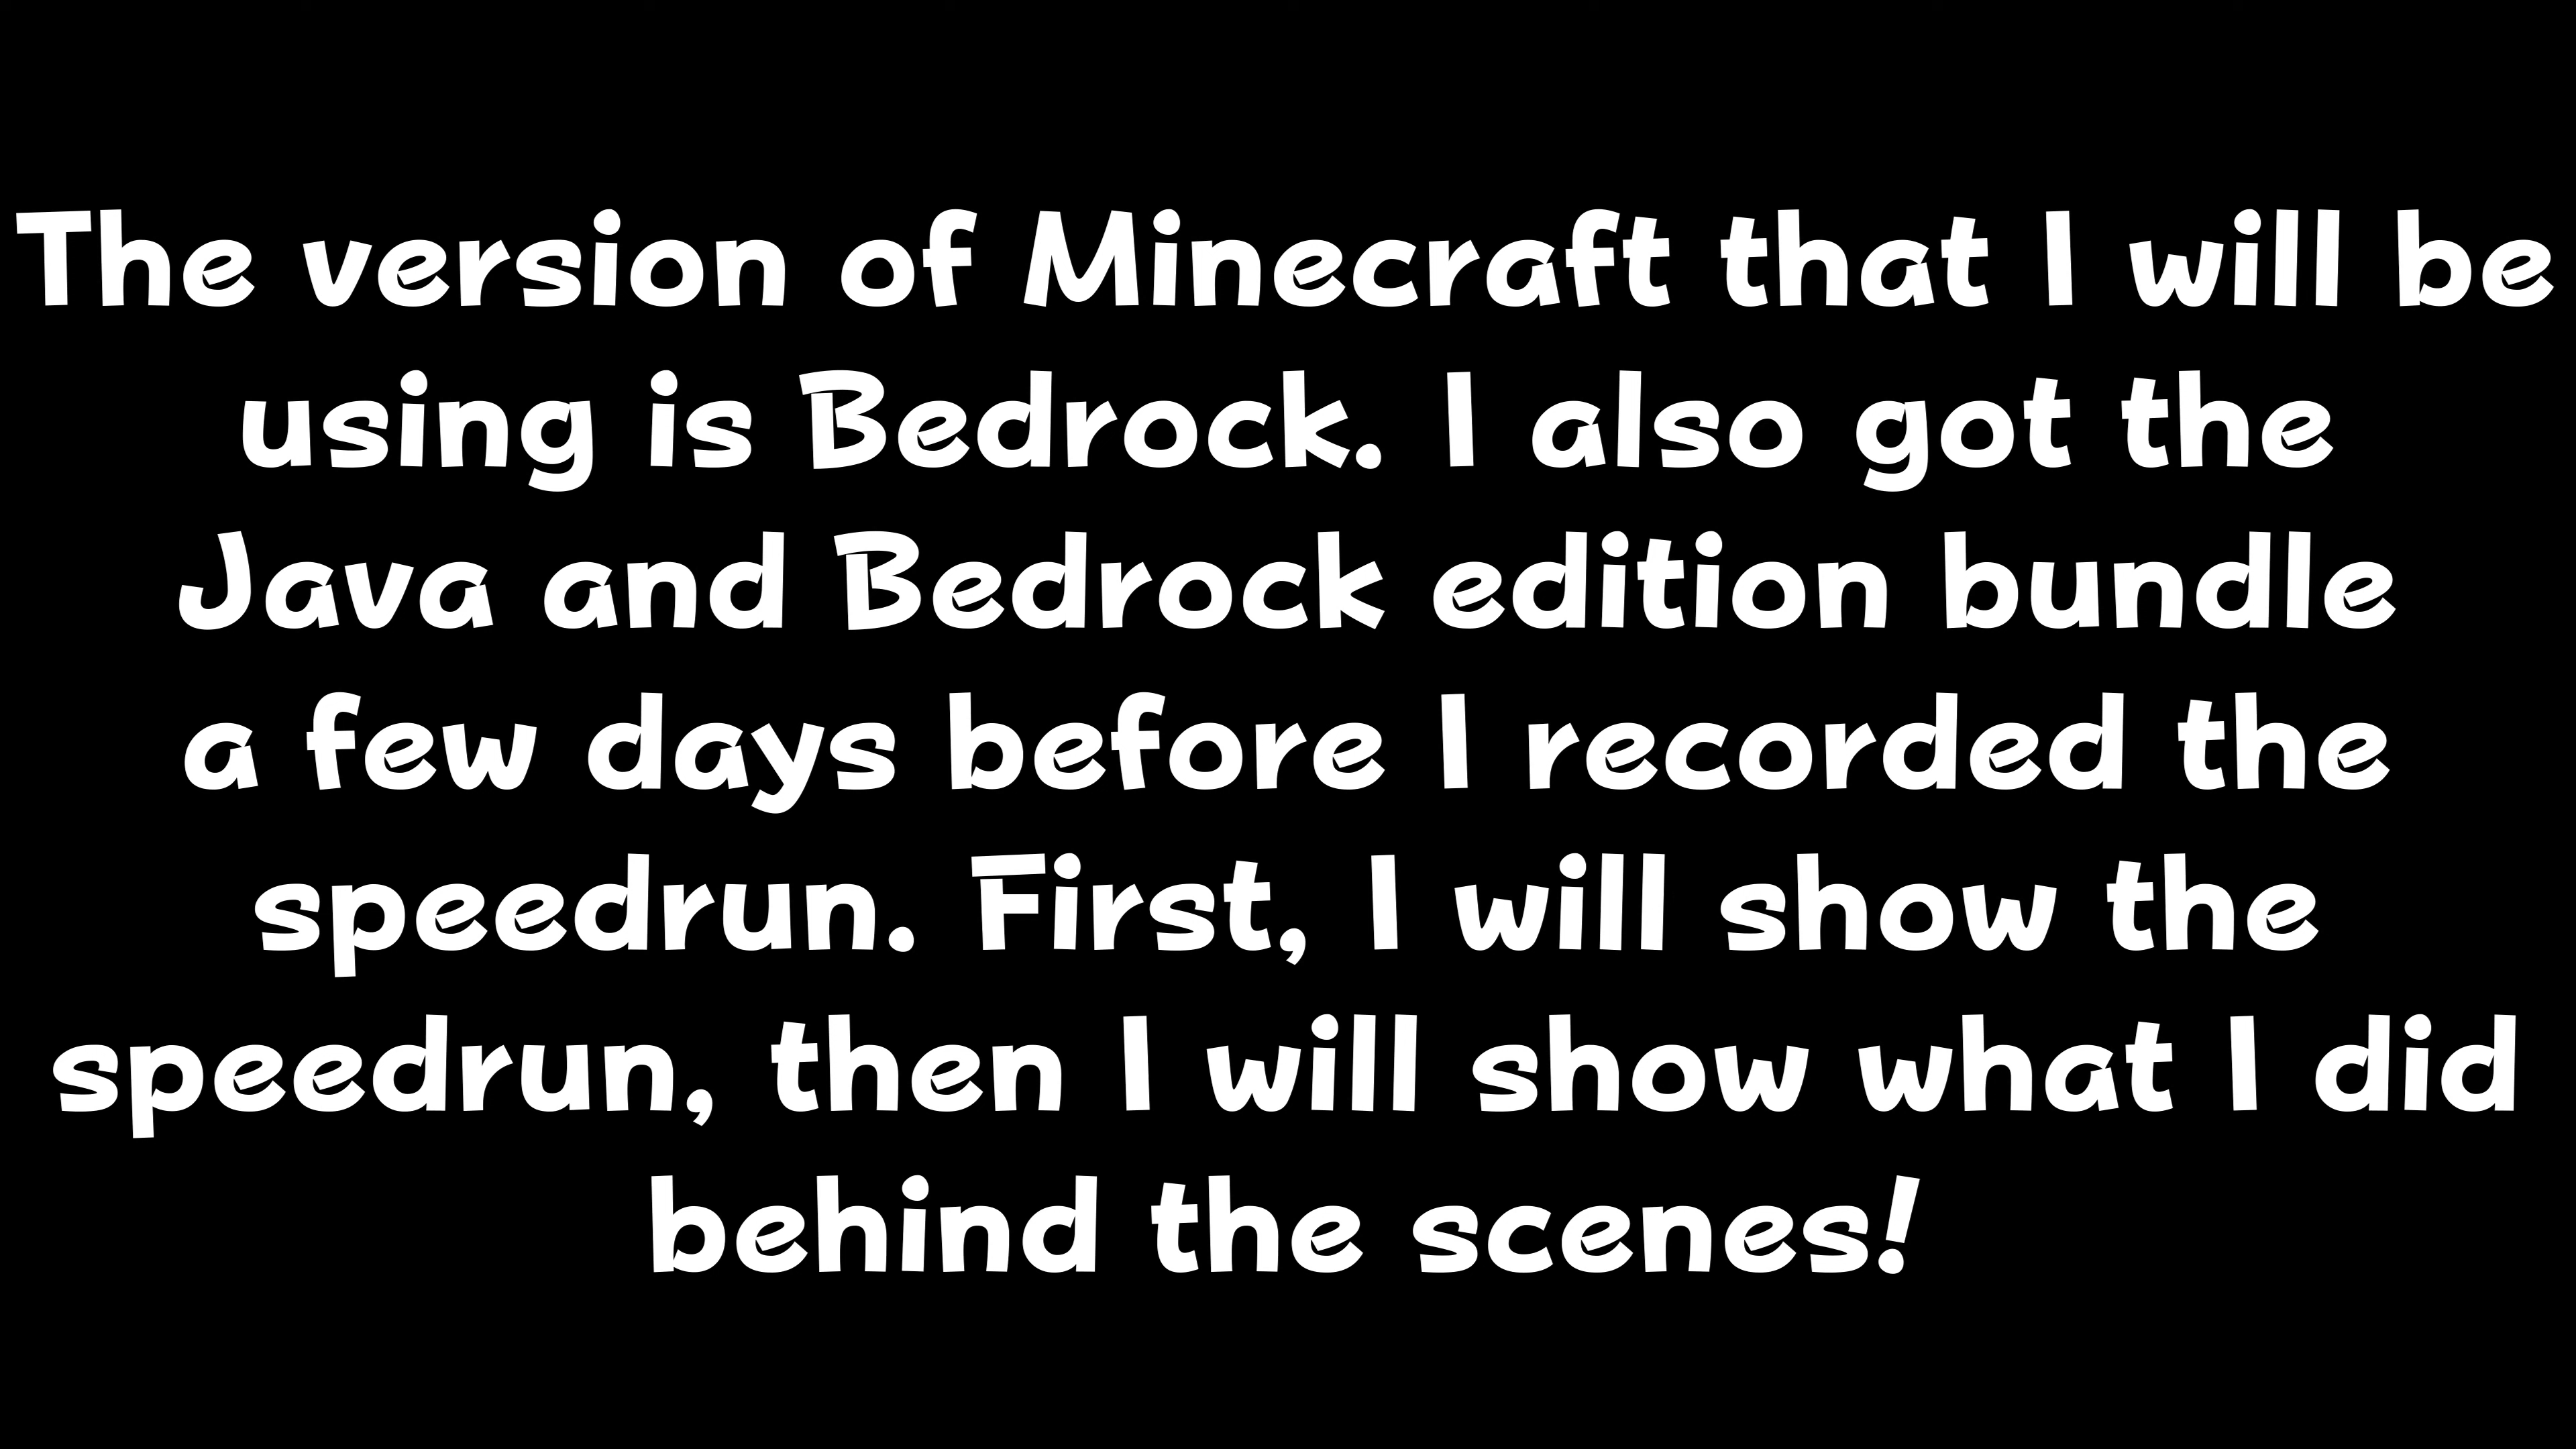 The version of Minecraft that I will be
using is Bedrock. I also got the
Java and Bedrock edition bundle
a few days before I recorded the
speedrun. First, I will show the
speedrun, then I will show what I did
behind the scenes!